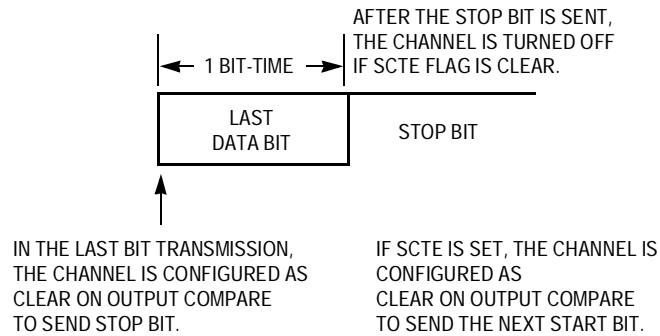 AFTER THE STOP BIT IS SENT,
THE CHANNEL IS TURNED OFF
IF SCTE FLAG IS CLEAR.
1 BIT-TIME
LAST
DATA BIT
STOP BIT
IN THE LAST BIT TRANSMISSION,
THE CHANNEL IS CONFIGURED AS
CLEAR ON OUTPUT COMPARE
TO SEND STOP BIT.
IF SCTE IS SET, THE CHANNEL IS
CONFIGURED AS
CLEAR ON OUTPUT COMPARE
TO SEND THE NEXT START BIT.